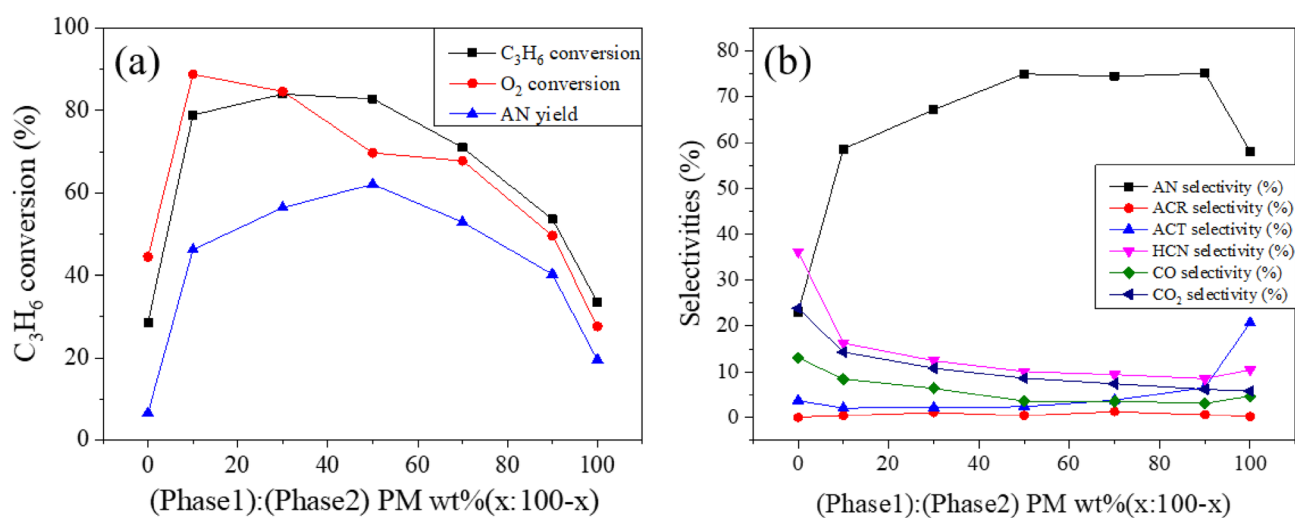 (a)
C₃H₆ conversion
O₂ conversion
AN yield
C₃H₆ conversion (%)
100
80
60
40
20
0
0 20 40 60 80 100
(Phase1):(Phase2) PM wt%(x:100-x)
(b)
AN selectivity (%)
ACR selectivity (%)
ACT selectivity (%)
HCN selectivity (%)
CO selectivity (%)
CO₂ selectivity (%)
Selectivities (%)
80
70
60
50
40
30
20
10
0
0 20 40 60 80 100
(Phase1):(Phase2) PM wt%(x:100-x)